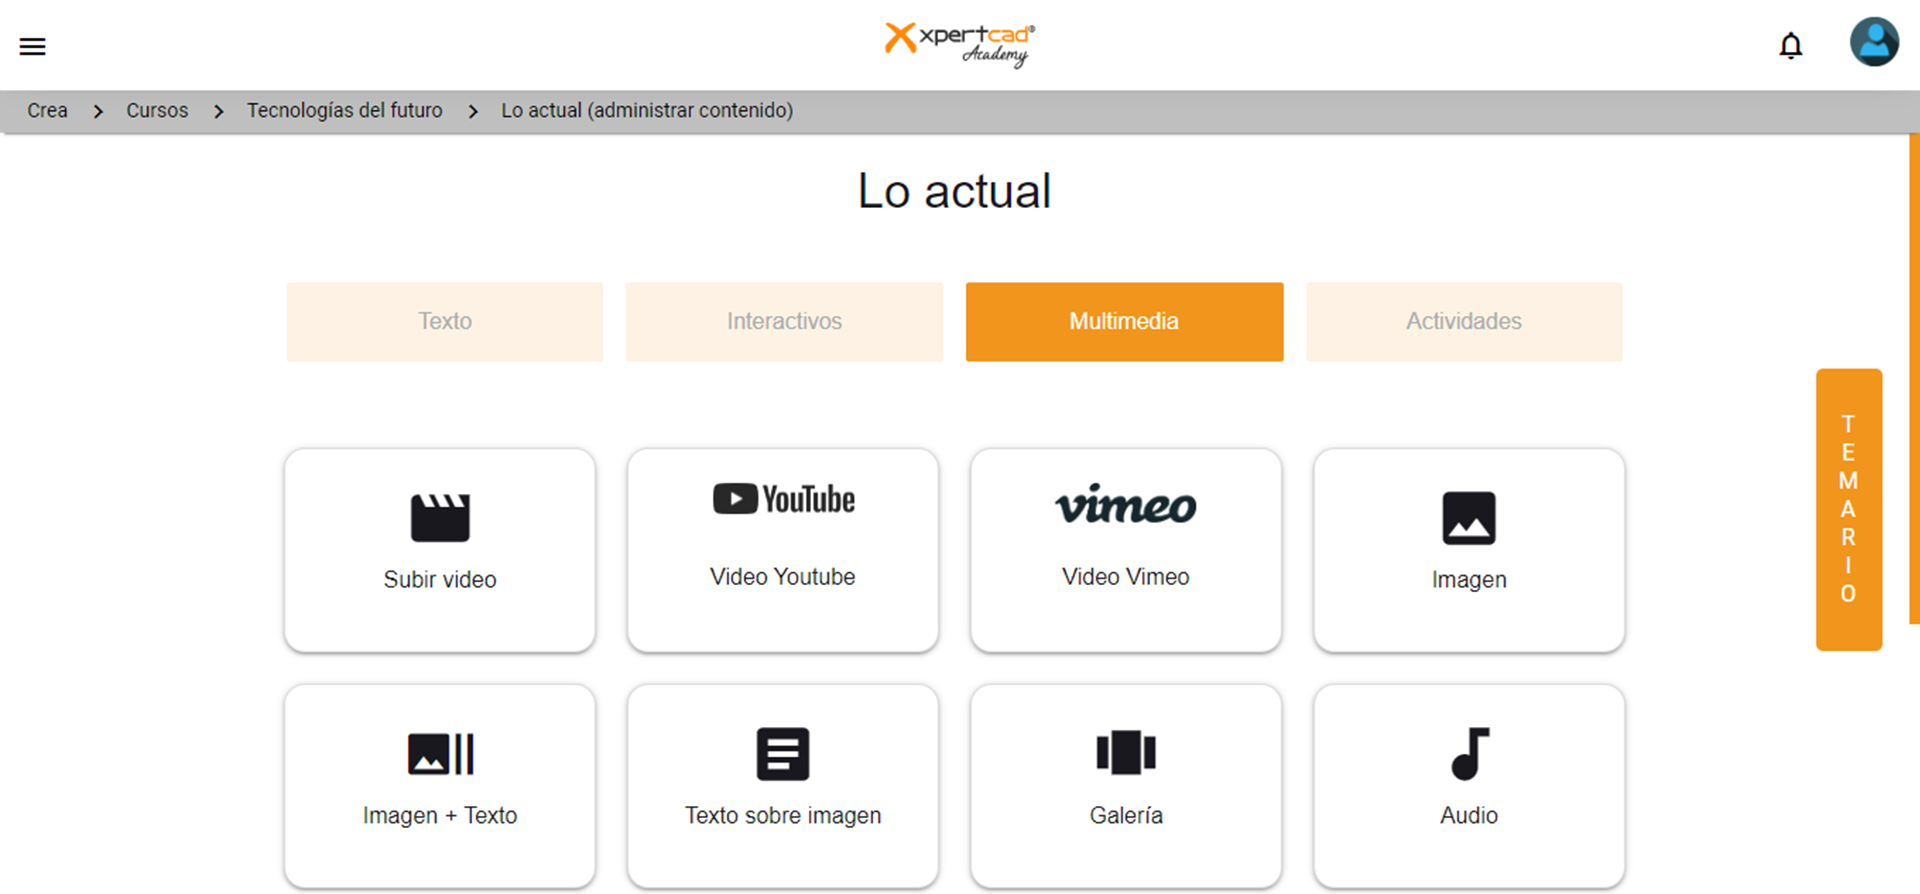 xpertcad®
Academy
Crea > Cursos > Tecnologías del futuro > Lo actual (administrar contenido)
Lo actual
Texto
Interactivos
Multimedia
Actividades
TEMARIO
YouTube
vimeo
Subir video
Video Youtube
Video Vimeo
Imagen
Imagen + Texto
Texto sobre imagen
Galería
Audio